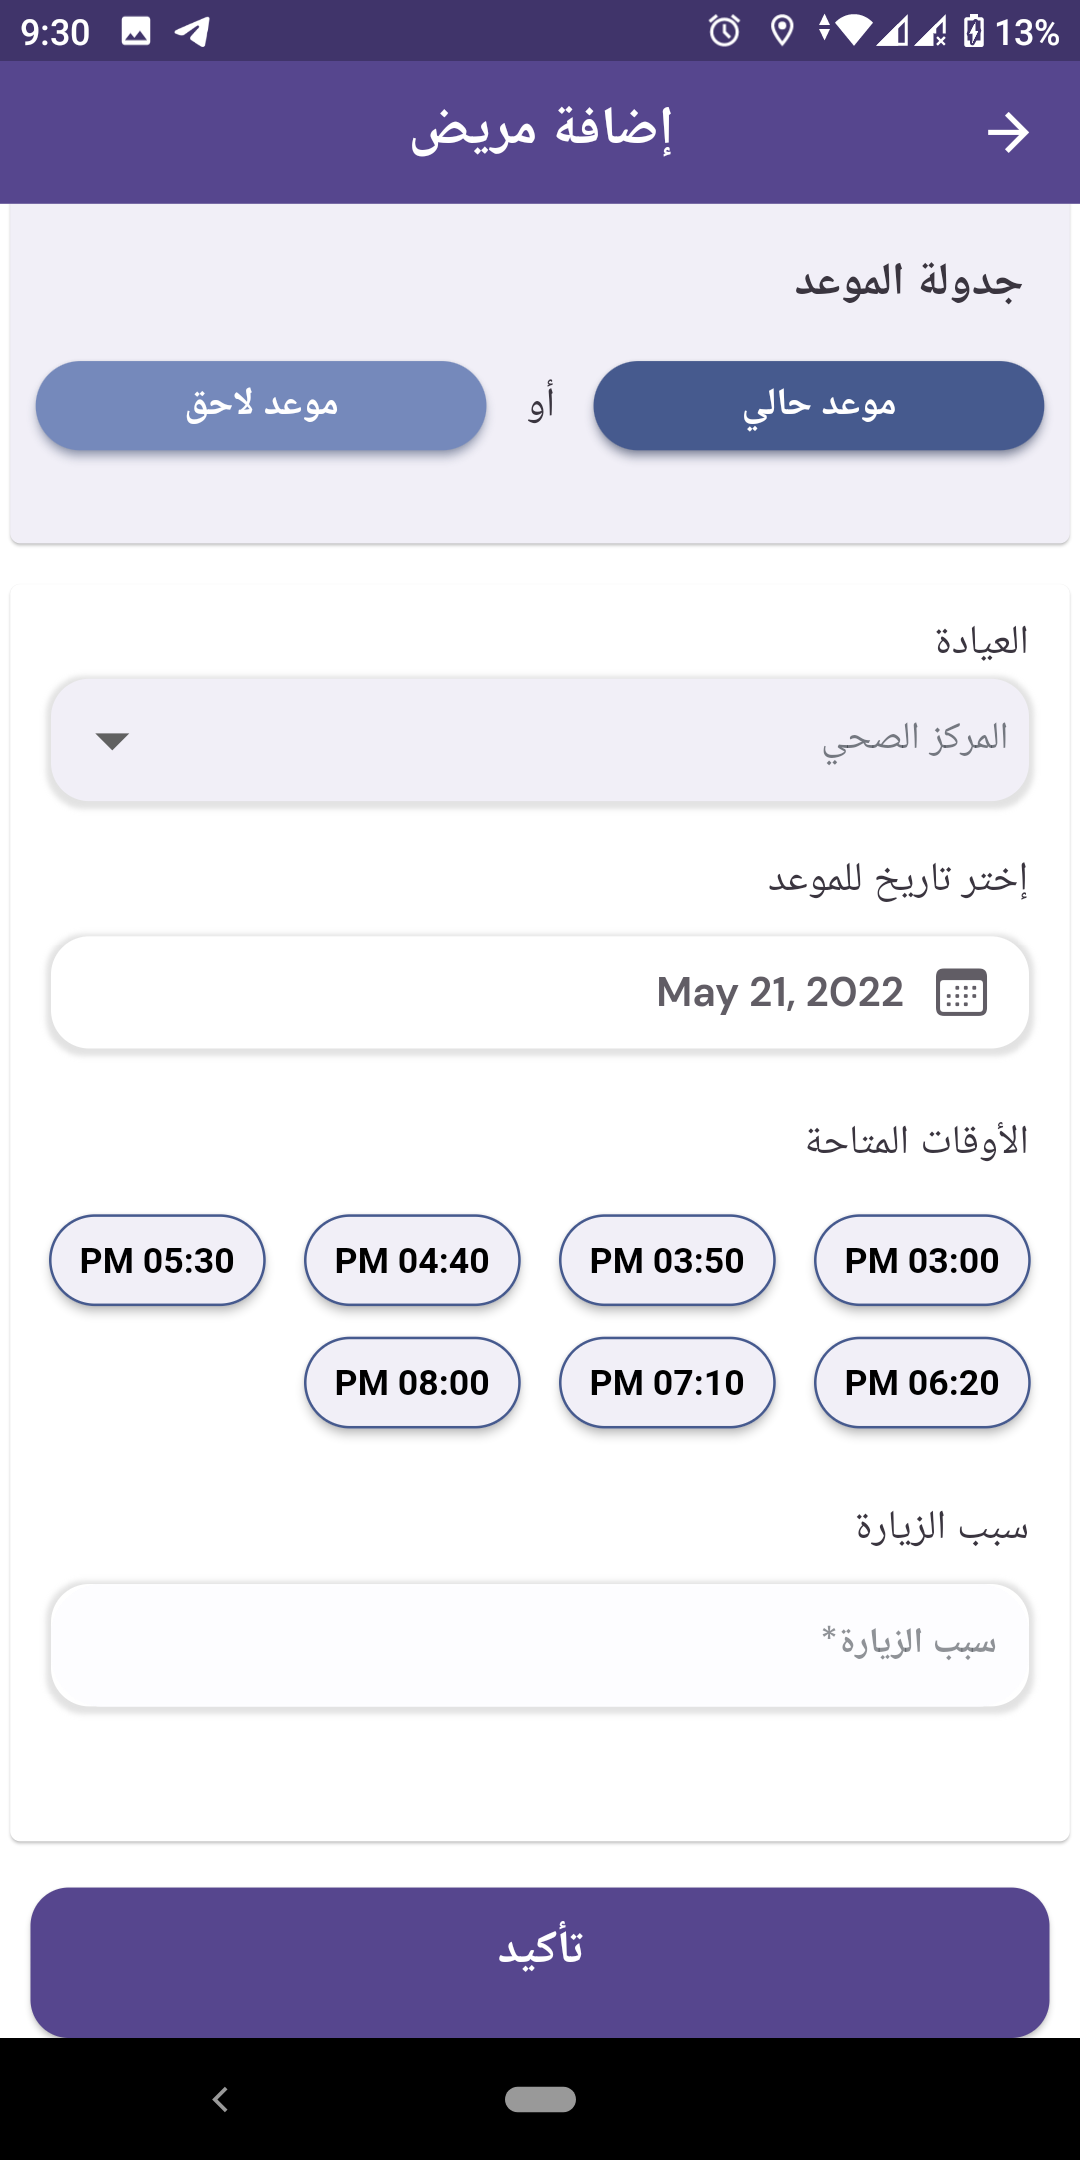 9:30 13%
إضافة مريض
جدولة الموعد
موعد حالي أو موعد لاحق
العيادة
المركز الصحي
إختر تاريخ للموعد
May 21, 2022
الأوقات المتاحة
PM 03:00 PM 03:50 PM 04:40 PM 05:30
PM 06:20 PM 07:10 PM 08:00
سبب الزيارة
سبب الزيارة*
تأكيد